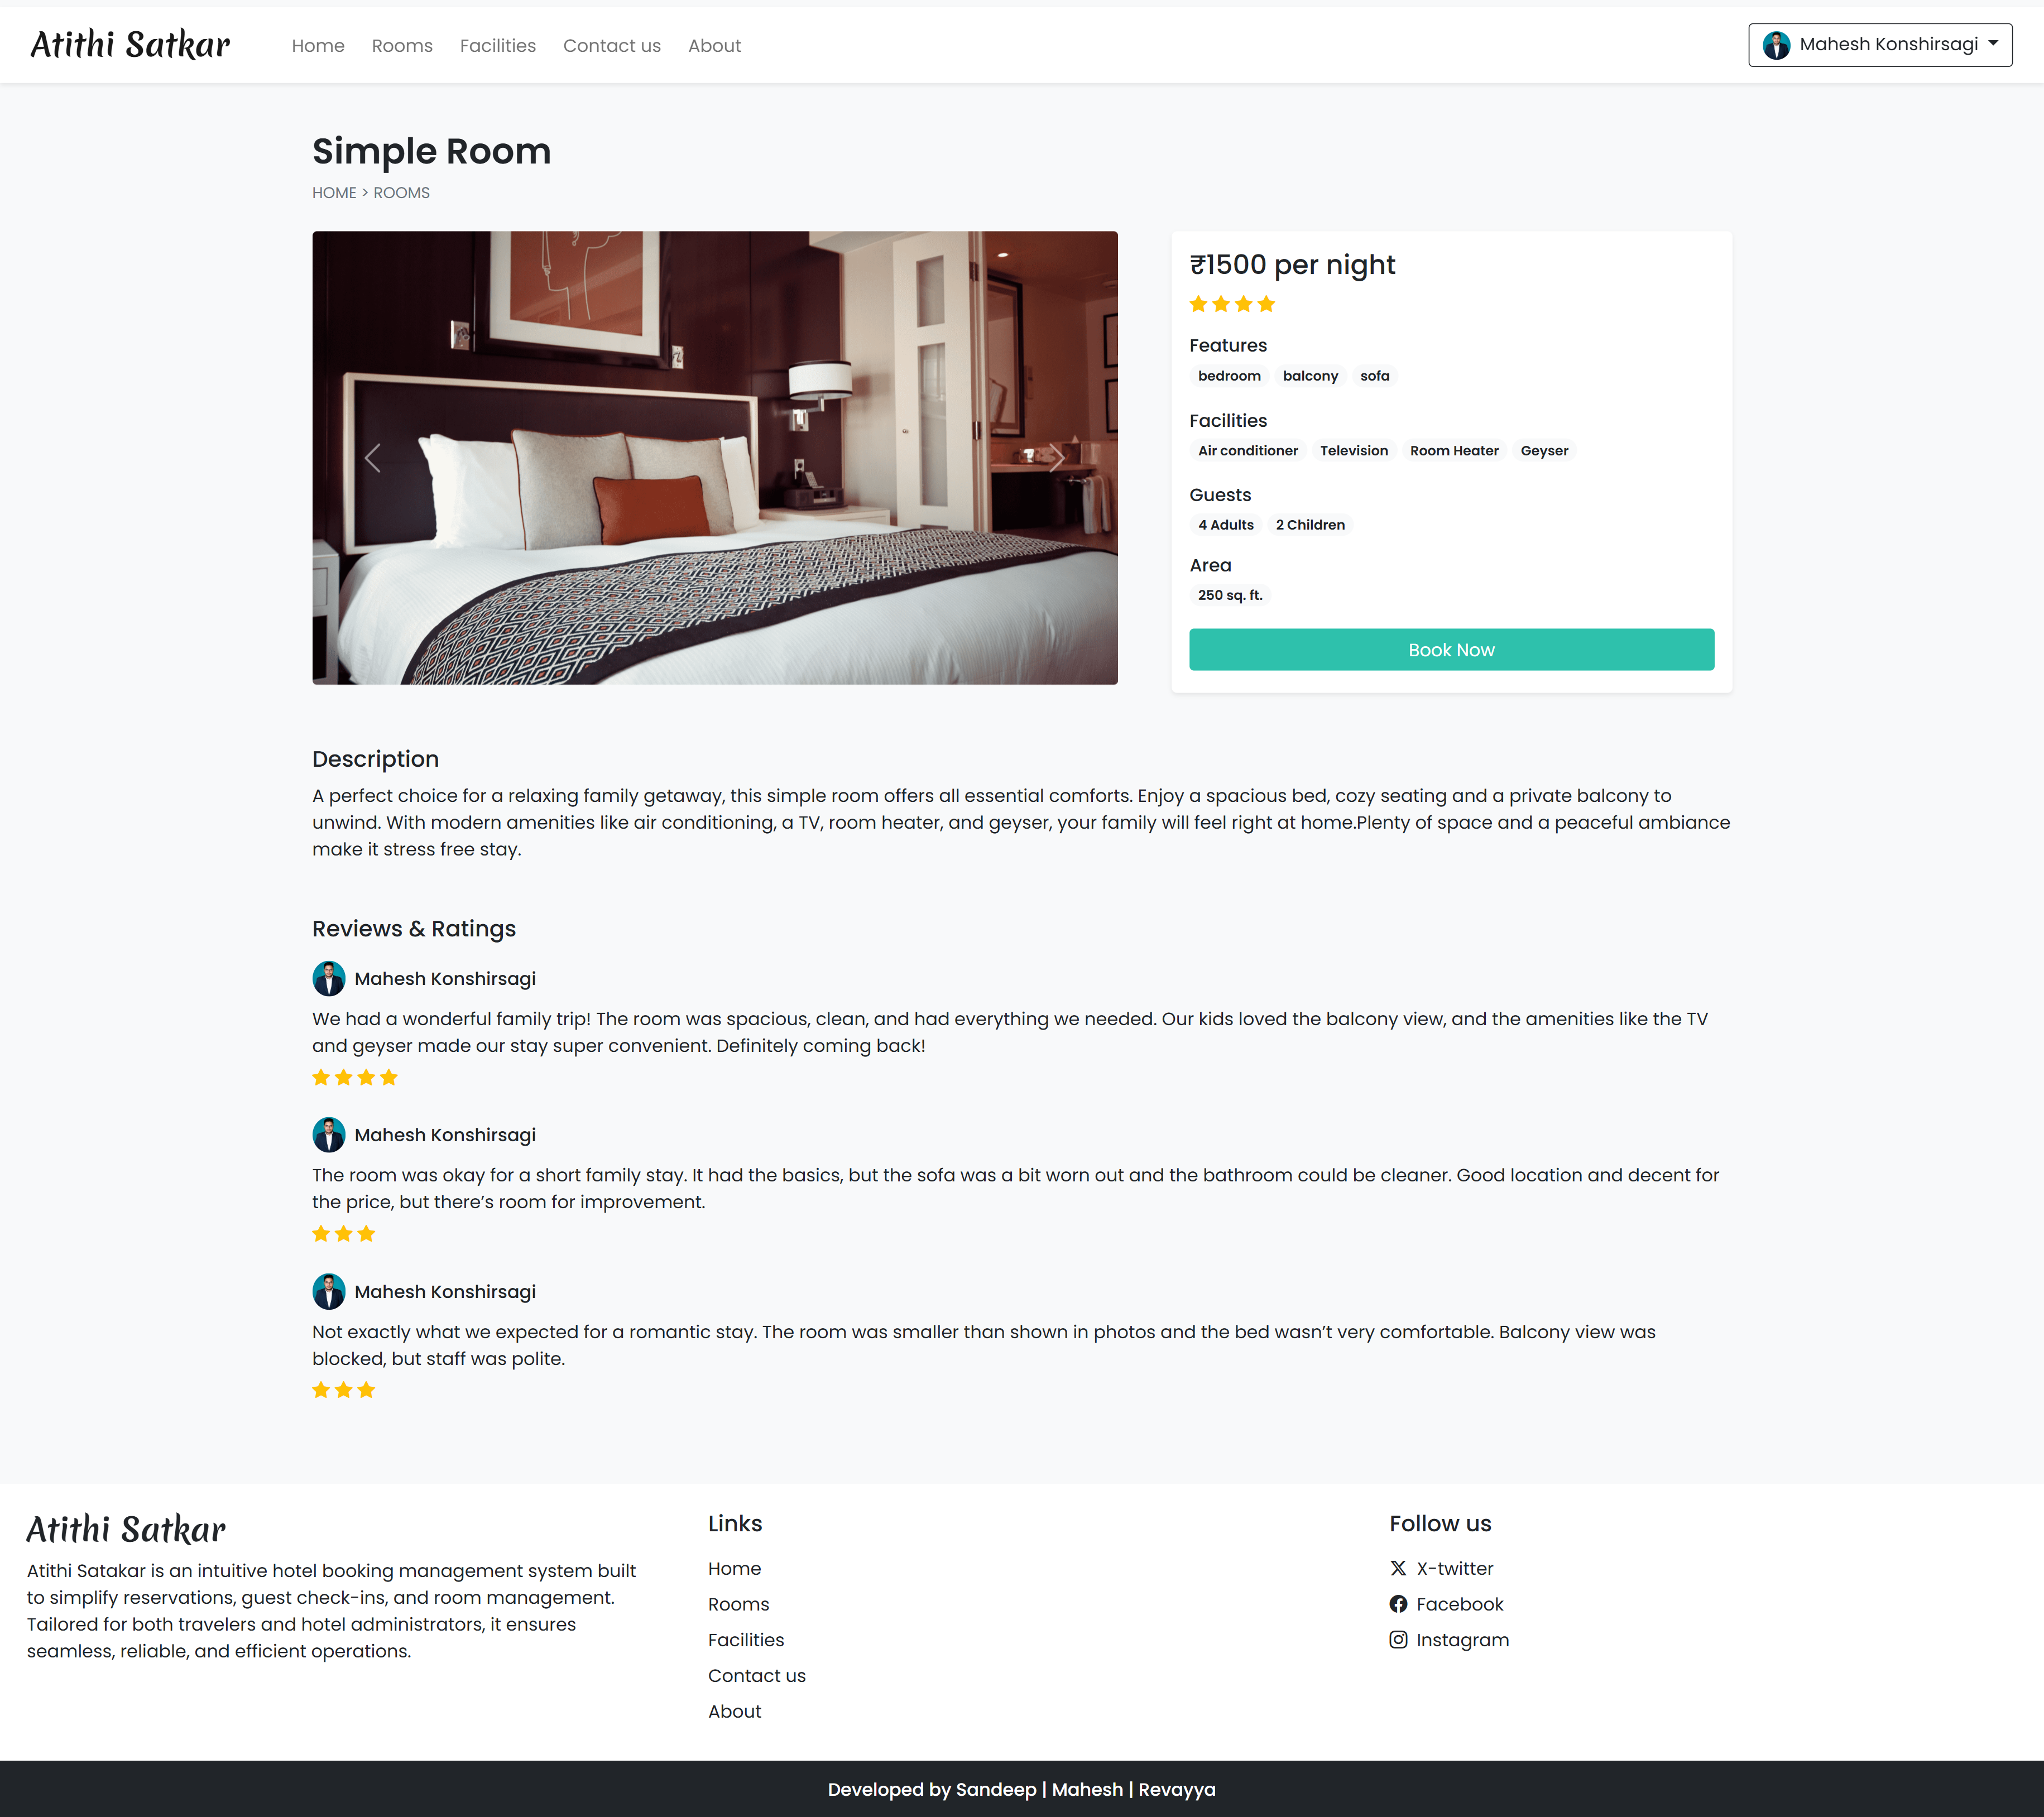 Atithi Satkar
Home Rooms Facilities Contact us About
Mahesh Konshirsagi
Simple Room
HOME > ROOMS
₹1500 per night
Features
bedroom balcony sofa
Facilities
Air conditioner Television Room Heater Geyser
Guests
4 Adults 2 Children
Area
250 sq. ft.
Book Now
Description
A perfect choice for a relaxing family getaway, this simple room offers all essential comforts. Enjoy a spacious bed, cozy seating and a private balcony to
unwind. With modern amenities like air conditioning, a TV, room heater, and geyser, your family will feel right at home.Plenty of space and a peaceful ambiance
make it stress free stay.
Reviews & Ratings
Mahesh Konshirsagi
We had a wonderful family trip! The room was spacious, clean, and had everything we needed. Our kids loved the balcony view, and the amenities like the TV
and geyser made our stay super convenient. Definitely coming back!
Mahesh Konshirsagi
The room was okay for a short family stay. It had the basics, but the sofa was a bit worn out and the bathroom could be cleaner. Good location and decent for
the price, but there’s room for improvement.
Mahesh Konshirsagi
Not exactly what we expected for a romantic stay. The room was smaller than shown in photos and the bed wasn’t very comfortable. Balcony view was
blocked, but staff was polite.
Atithi Satkar
Atithi Satakar is an intuitive hotel booking management system built
to simplify reservations, guest check-ins, and room management.
Tailored for both travelers and hotel administrators, it ensures
seamless, reliable, and efficient operations.
Links
Home
Rooms
Facilities
Contact us
About
Follow us
X-twitter
Facebook
Instagram
Developed by Sandeep | Mahesh | Revayya